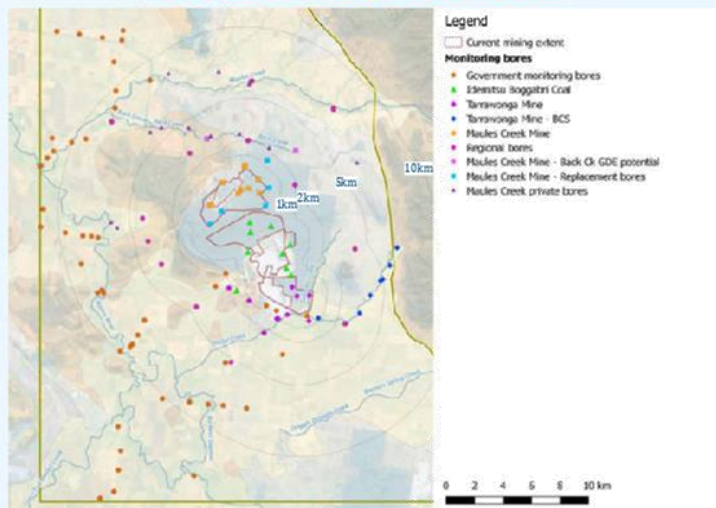 Legend
Current mining extent
Monitoring bores
Government monitoring bores
Idemitsu Boggabri Coal
Tarrawonga Mine
Tarrawonga Mine - BCS
Maules Creek Mine
Regional bores
Maules Creek Mine - Back Ck GDE potential
Maules Creek Mine - Replacement bores
Maules Creek private bores
10km
5km
2km
1km
0 2 4 6 8 10 km